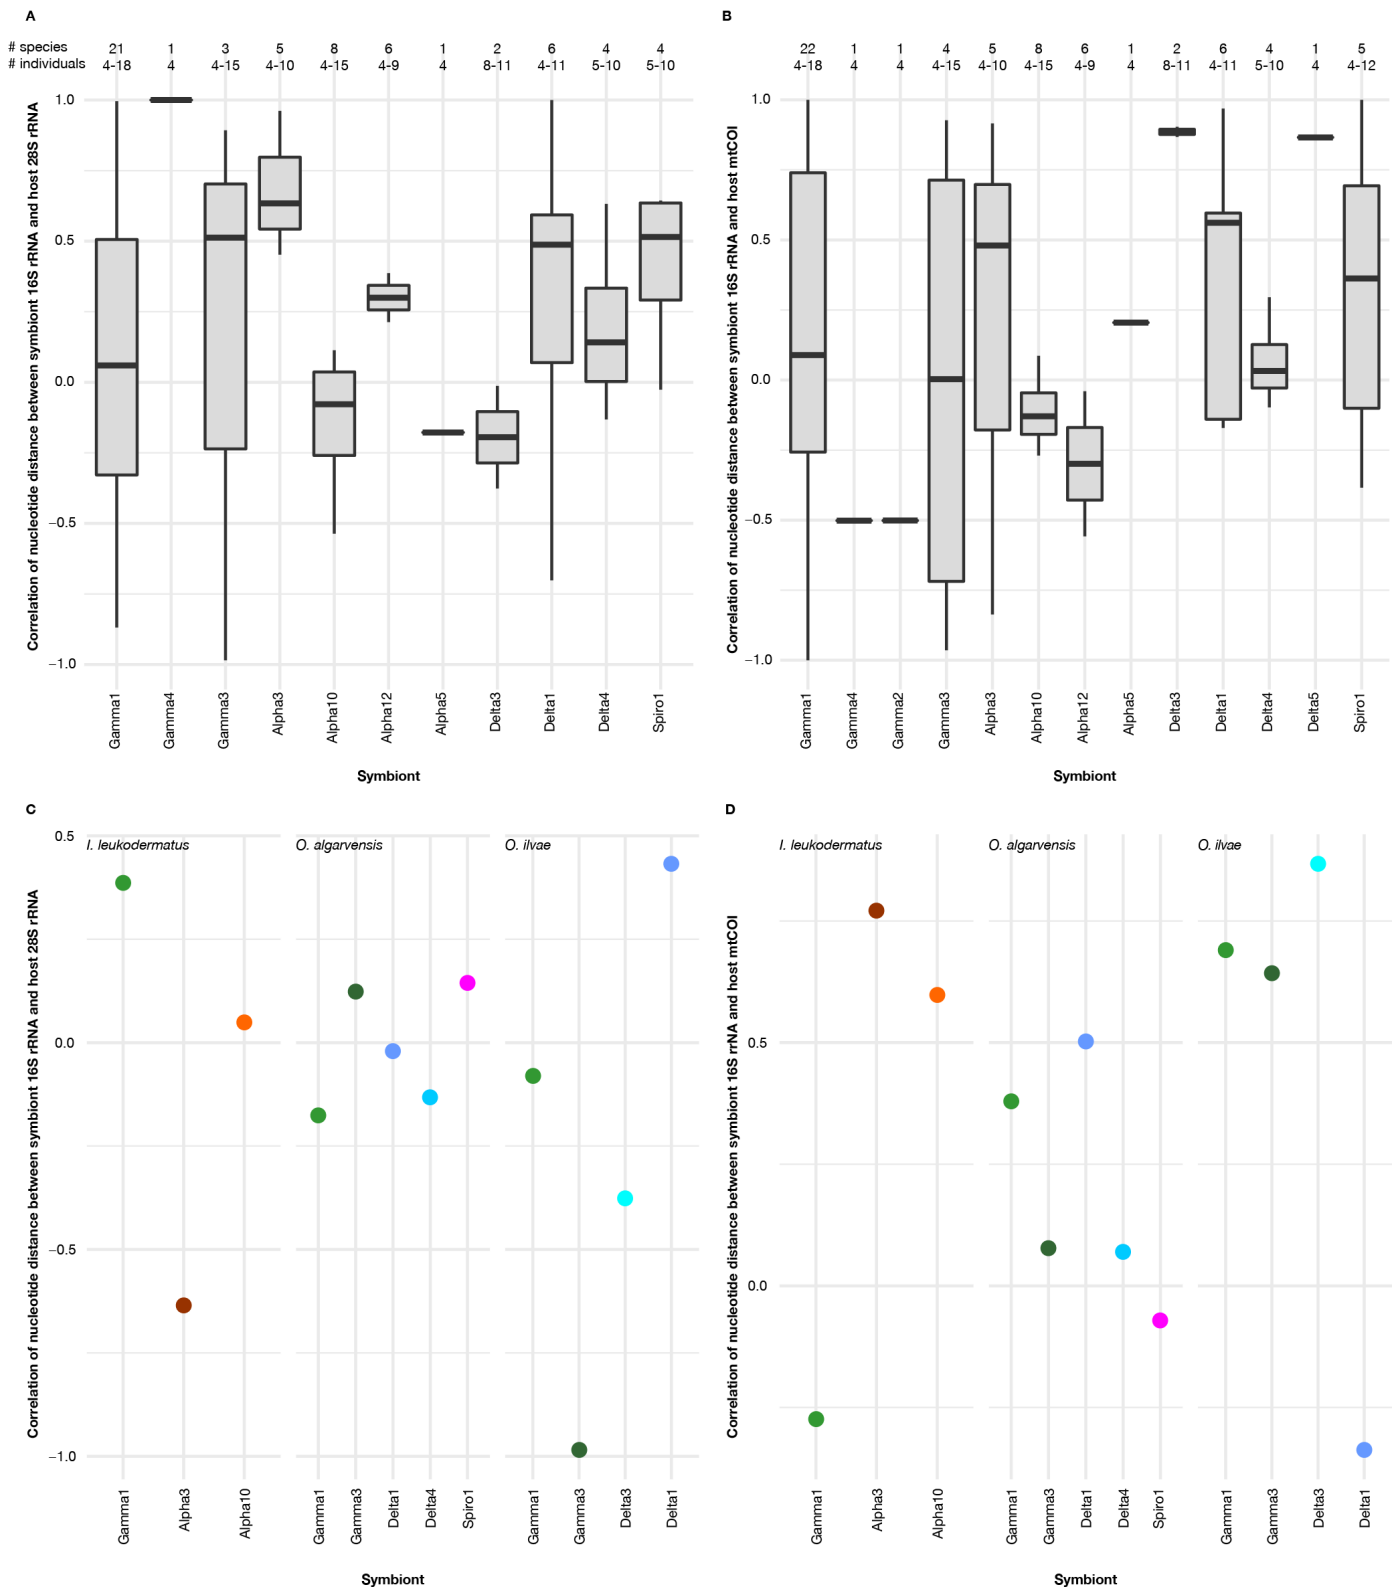 A
# species 21 1 3 5 8 6 1 2 6 4 4
# individuals 4-18 4 4-15 4-10 4-15 4-9 4 8-11 4-11 5-10 5-10
Correlation of nucleotide distance between symbiont 16S rRNA and host 28S rRNA
1.0
0.5
0.0
−0.5
−1.0
Gamma1 Gamma4 Gamma3 Alpha3 Alpha10 Alpha12 Alpha5 Delta3 Delta1 Delta4 Spiro1
Symbiont
B
22 1 1 4 5 8 6 1 2 6 4 1 5
4-18 4 4 4-15 4-10 4-15 4-9 4 8-11 4-11 5-10 4 4-12
Correlation of nucleotide distance between symbiont 16S rRNA and host mtCOI
1.0
0.5
0.0
−0.5
−1.0
Gamma1 Gamma4 Gamma2 Gamma3 Alpha3 Alpha10 Alpha12 Alpha5 Delta3 Delta1 Delta4 Delta5 Spiro1
Symbiont
C
Correlation of nucleotide distance between symbiont 16S rRNA and host 28S rRNA
0.5
0.0
−0.5
−1.0
I. leukodermatus O. algarvensis O. ilvae
Gamma1 Alpha3 Alpha10 Gamma1 Gamma3 Delta1 Delta4 Spiro1 Gamma1 Gamma3 Delta3 Delta1
Symbiont
D
Correlation of nucleotide distance between symbiont 16S rRNA and host mtCOI
0.5
0.0
I. leukodermatus O. algarvensis O. ilvae
Gamma1 Alpha3 Alpha10 Gamma1 Gamma3 Delta1 Delta4 Spiro1 Gamma1 Gamma3 Delta3 Delta1
Symbiont